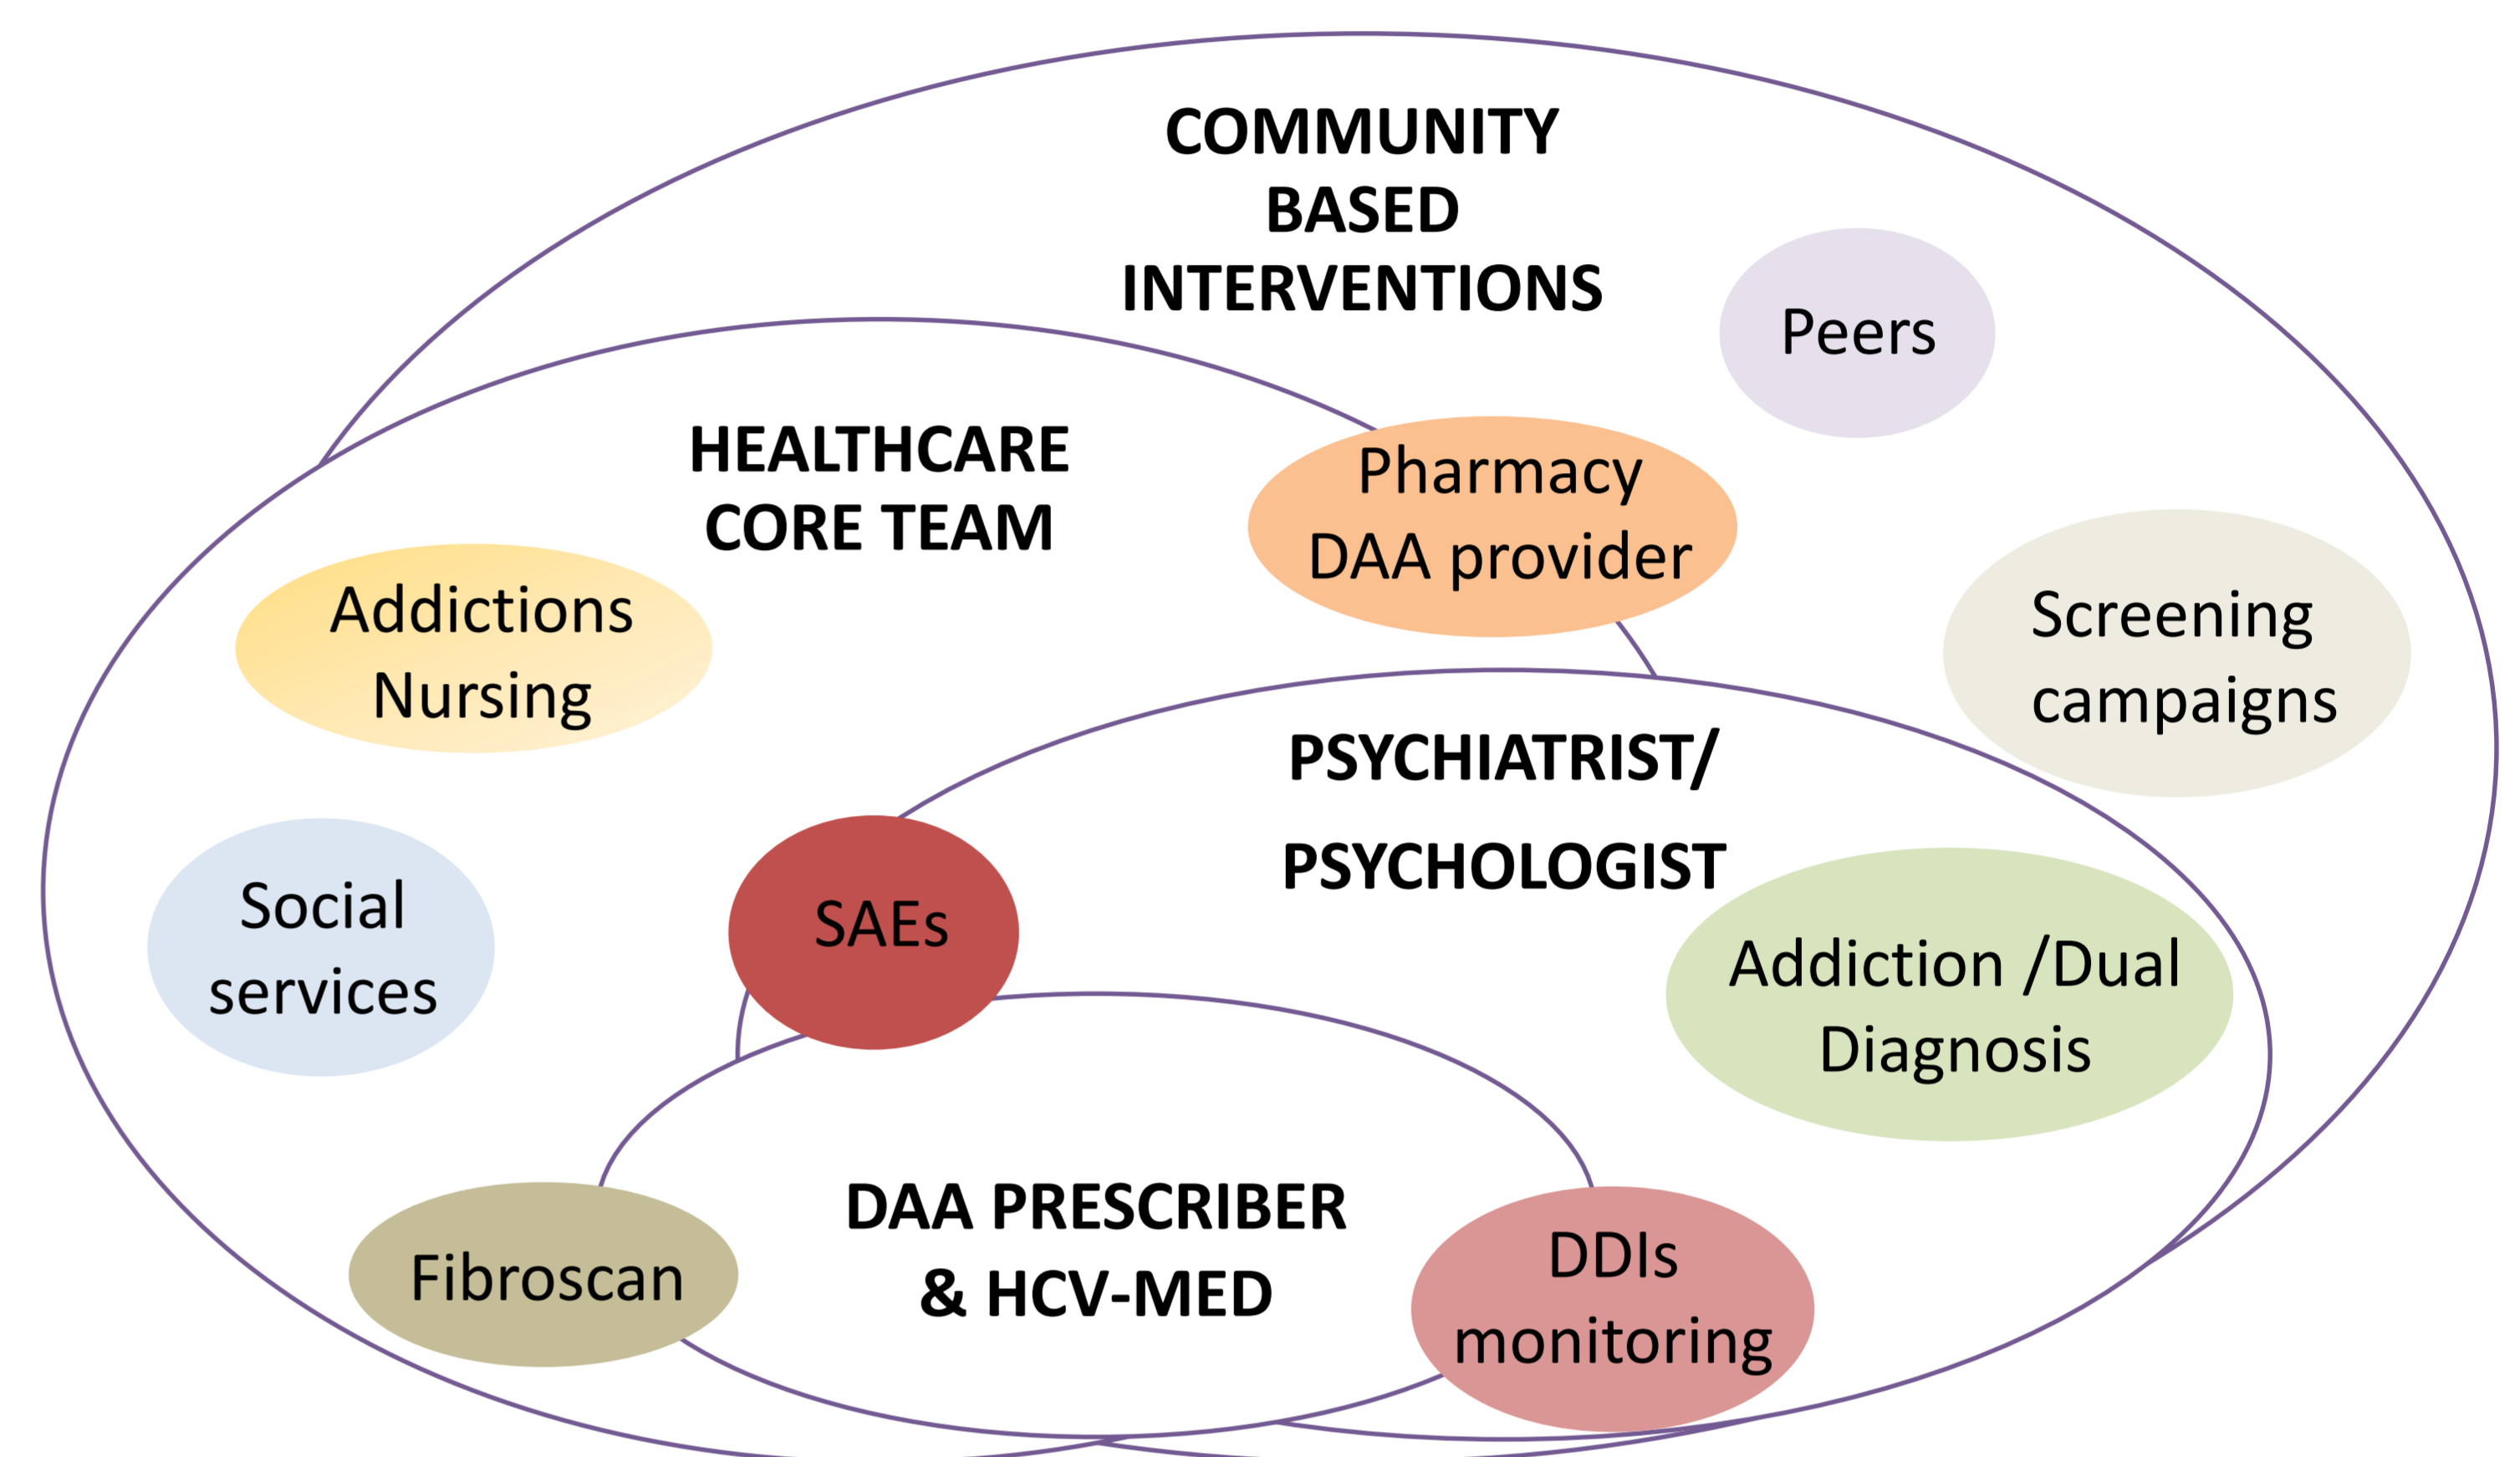 COMMUNITY
BASED
INTERVENTIONS
Peers
HEALTHCARE
CORE TEAM
Pharmacy
DAA provider
Addictions
Nursing
Screening
campaigns
PSYCHIATRIST/
PSYCHOLOGIST
Social
services
SAEs
Addiction /Dual
Diagnosis
DAA PRESCRIBER
& HCV-MED
Fibroscan
DDIs
monitoring